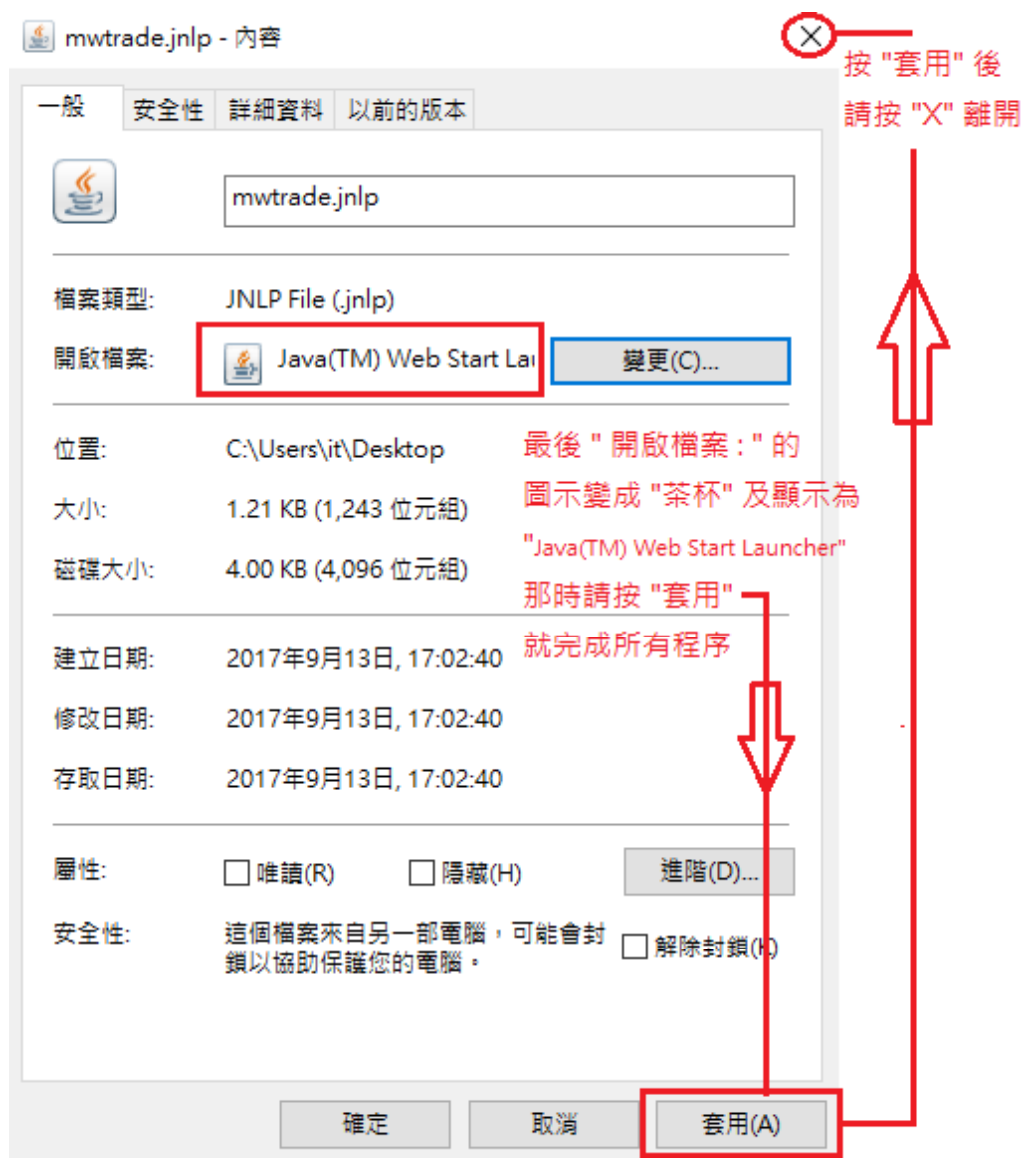 mwtrade.jnlp - 內容
按 "套用" 後
請按 "X" 離開
一般 安全性 詳細資料 以前的版本
mwtrade.jnlp
檔案類型: JNLP File (.jnlp)
開啟檔案: Java(TM) Web Start Lau 變更(C)...
位置: C:\Users\it\Desktop
大小: 1.21 KB (1,243 位元組)
磁碟大小: 4.00 KB (4,096 位元組)
最後 " 開啟檔案 : " 的
圖示變成 "茶杯" 及顯示為
"Java(TM) Web Start Launcher"
那時請按 "套用"
就完成所有程序
建立日期: 2017年9月13日, 17:02:40
修改日期: 2017年9月13日, 17:02:40
存取日期: 2017年9月13日, 17:02:40
屬性: 唯讀(R) 隱藏(H) 進階(D)...
安全性: 這個檔案來自另一部電腦，可能會封
鎖以協助保護您的電腦。
解除封鎖(K)
確定 取消 套用(A)